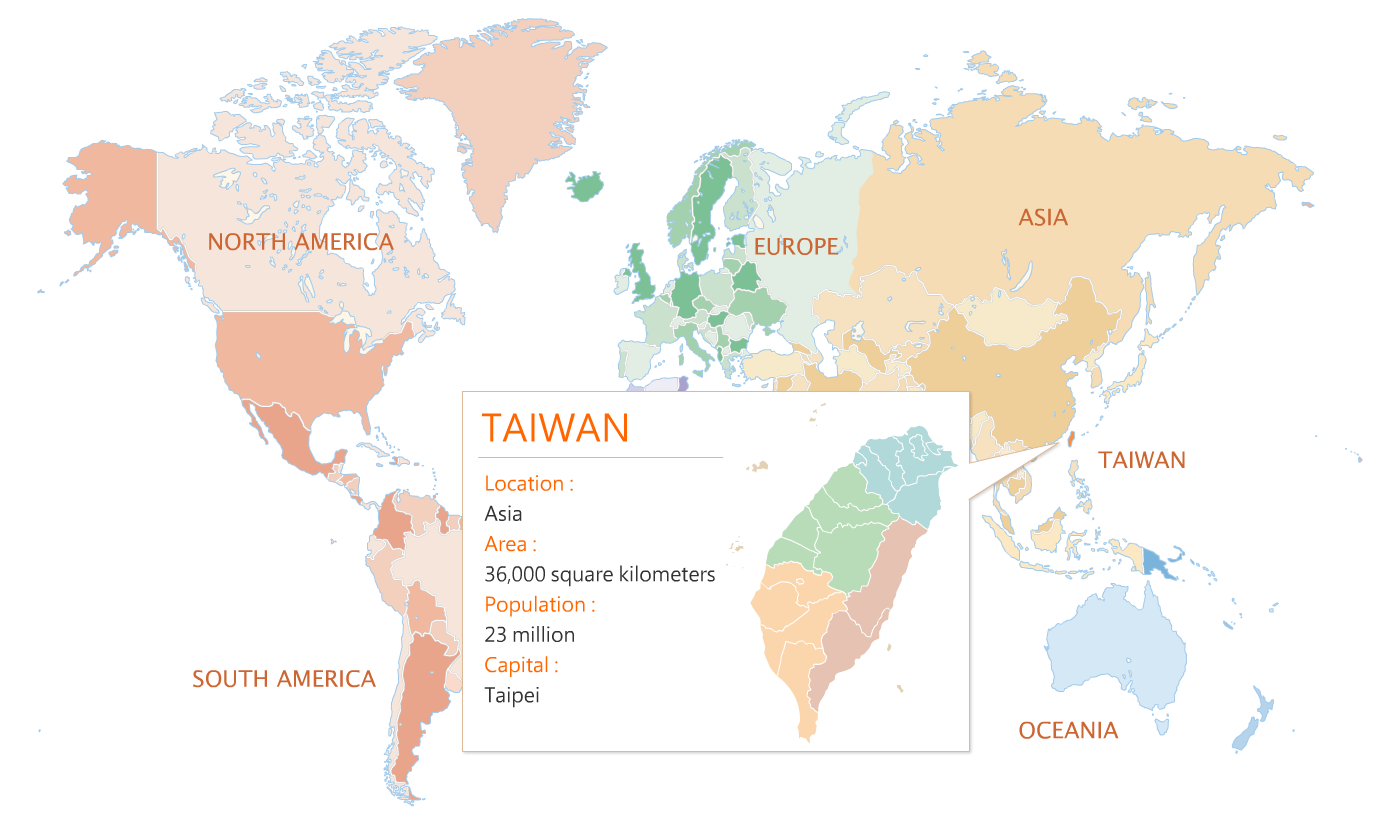 NORTH AMERICA
EUROPE
ASIA
TAIWAN
Location :
Asia
Area :
36,000 square kilometers
Population :
23 million
Capital :
Taipei
TAIWAN
SOUTH AMERICA
OCEANIA